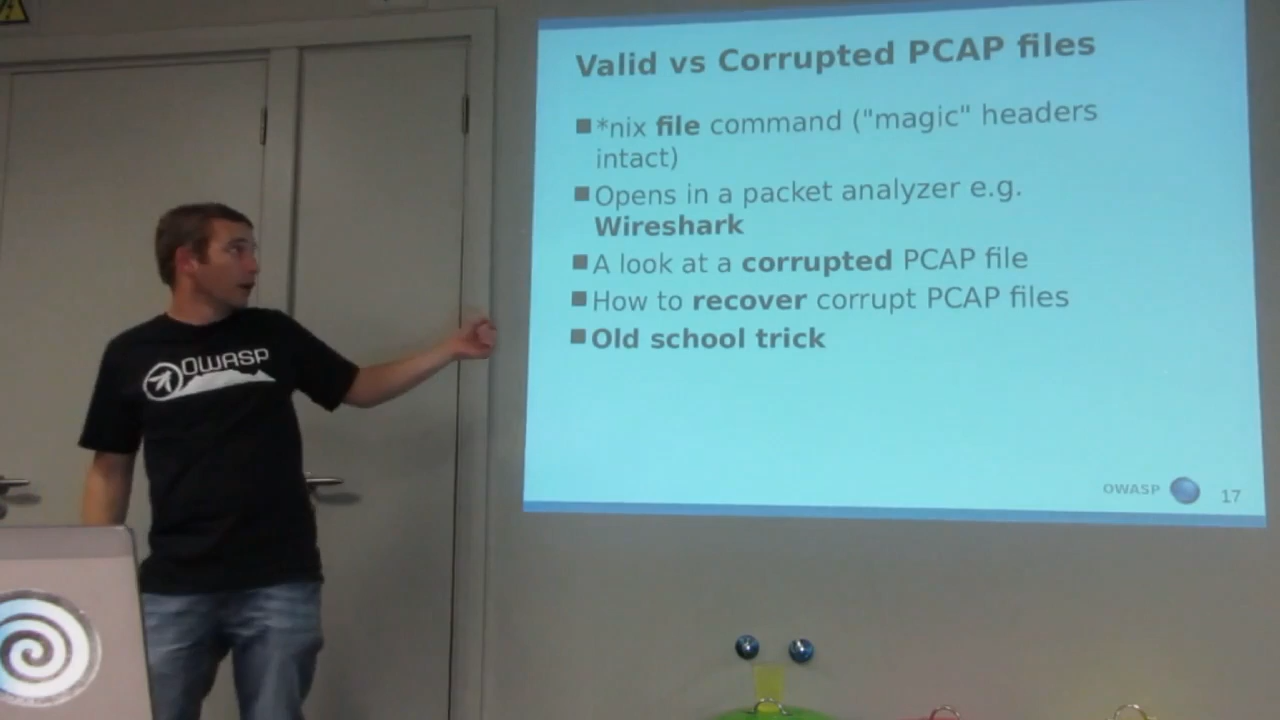 Valid vs Corrupted PCAP files
■*nix file command ("magic" headers
intact)
■Opens in a packet analyzer e.g.
Wireshark
■A look at a corrupted PCAP file
■How to recover corrupt PCAP files
■Old school trick
OWASP
17
OWASP